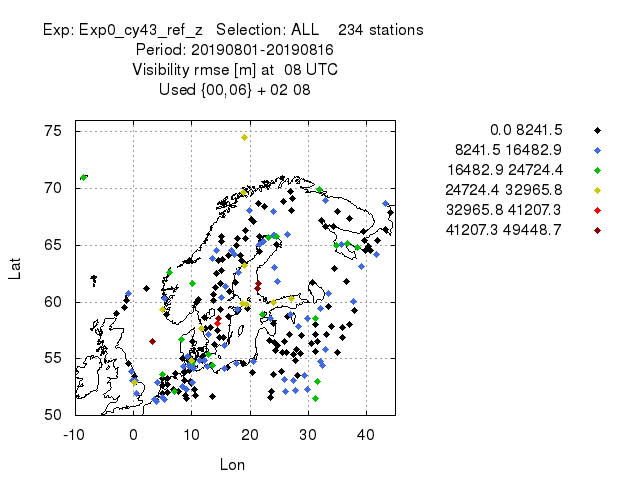 Exp: Exp0_cy43_ref_z   Selection: ALL    234 stations
Period: 20190801-20190816
Visibility rmse [m] at  08 UTC
Used {00,06} + 02 08
0.0 8241.5
8241.5 16482.9
16482.9 24724.4
24724.4 32965.8
32965.8 41207.3
41207.3 49448.7
75
70
65
60
55
50
Lat
-10 0 10 20 30 40
Lon